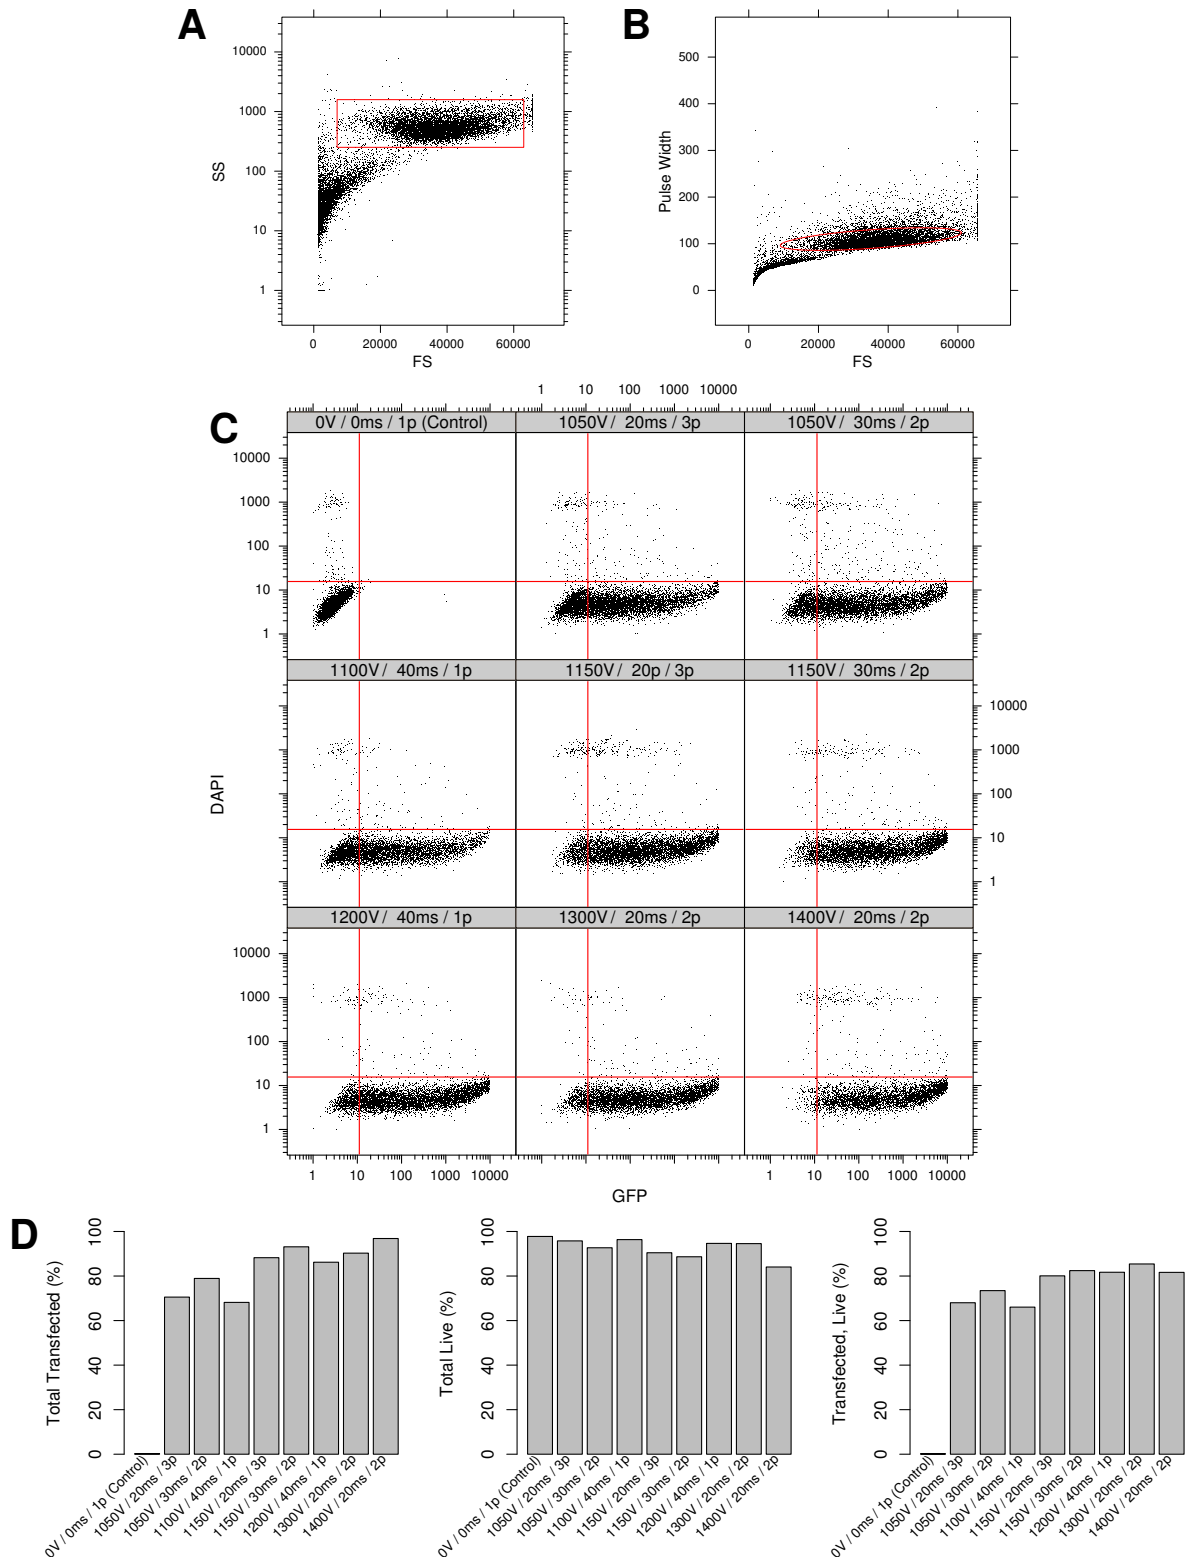 A
B
10000
1000
100
10
1
SS
0
20000
40000
60000
FS
500
400
300
200
100
0
Pulse Width
0
20000
40000
60000
FS
C
1
10
100
1000
10000
0V / 0ms / 1p (Control)
1050V / 20ms / 3p
1050V / 30ms / 2p
10000
1000
100
10
1
1100V / 40ms / 1p
1150V / 20p / 3p
1150V / 30ms / 2p
10000
1000
100
10
1
DAPI
1200V / 40ms / 1p
1300V / 20ms / 2p
1400V / 20ms / 2p
10000
1000
100
10
1
1
10
100
1000
10000
1
10
100
1000
10000
GFP
D
Total Transfected (%)
100
80
60
40
20
0
0V / 0ms / 1p (Control)
1050V / 20ms / 3p
1050V / 30ms / 2p
1100V / 40ms / 1p
1150V / 20ms / 3p
1150V / 30ms / 2p
1200V / 40ms / 1p
1300V / 20ms / 2p
1400V / 20ms / 2p
Total Live (%)
100
80
60
40
20
0
0V / 0ms / 1p (Control)
1050V / 20ms / 3p
1050V / 30ms / 2p
1100V / 40ms / 1p
1150V / 20ms / 3p
1150V / 30ms / 2p
1200V / 40ms / 1p
1300V / 20ms / 2p
1400V / 20ms / 2p
Transfected, Live (%)
100
80
60
40
20
0
0V / 0ms / 1p (Control)
1050V / 20ms / 3p
1050V / 30ms / 2p
1100V / 40ms / 1p
1150V / 20ms / 3p
1150V / 30ms / 2p
1200V / 40ms / 1p
1300V / 20ms / 2p
1400V / 20ms / 2p